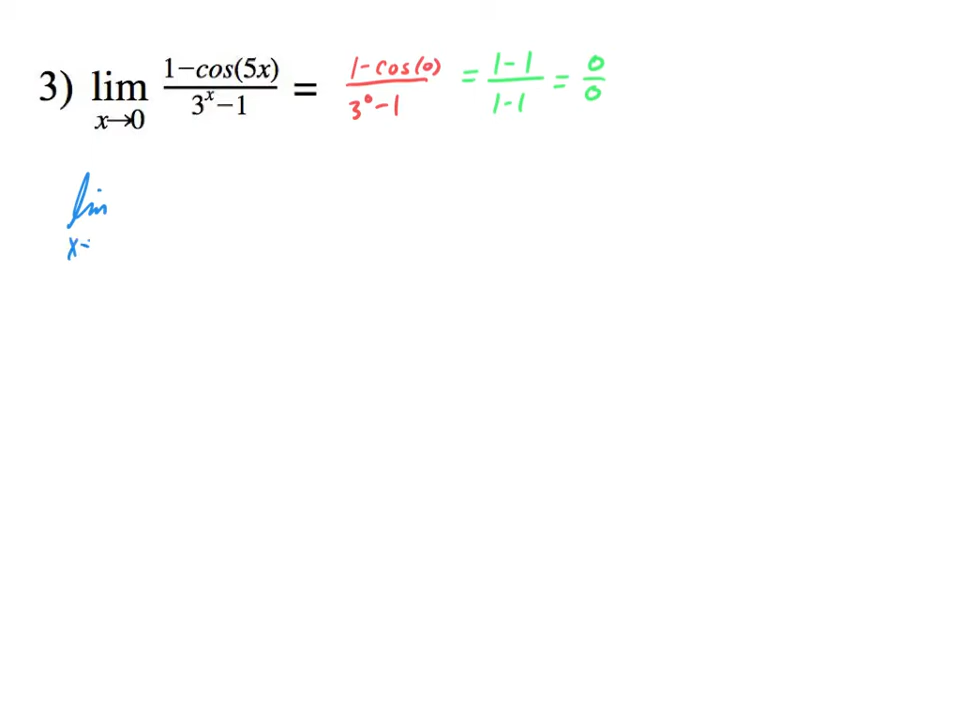 3) lim x→0 (1−cos(5x))/(3^x −1) = (1-cos(0))/(3^0-1) = (1-1)/(1-1) = 0/0
lim
x-